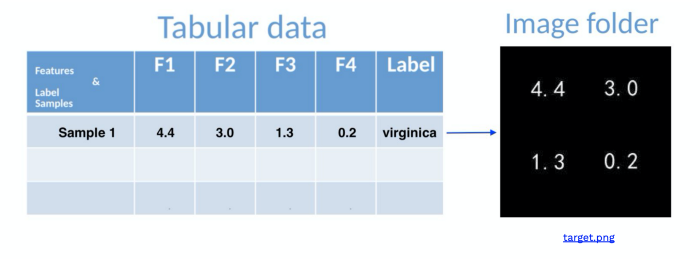 Tabular data
Image folder
Features & Label Samples F1 F2 F3 F4 Label
Sample 1 4.4 3.0 1.3 0.2 virginica
. . . .
4.4 3.0
1.3 0.2
target.png